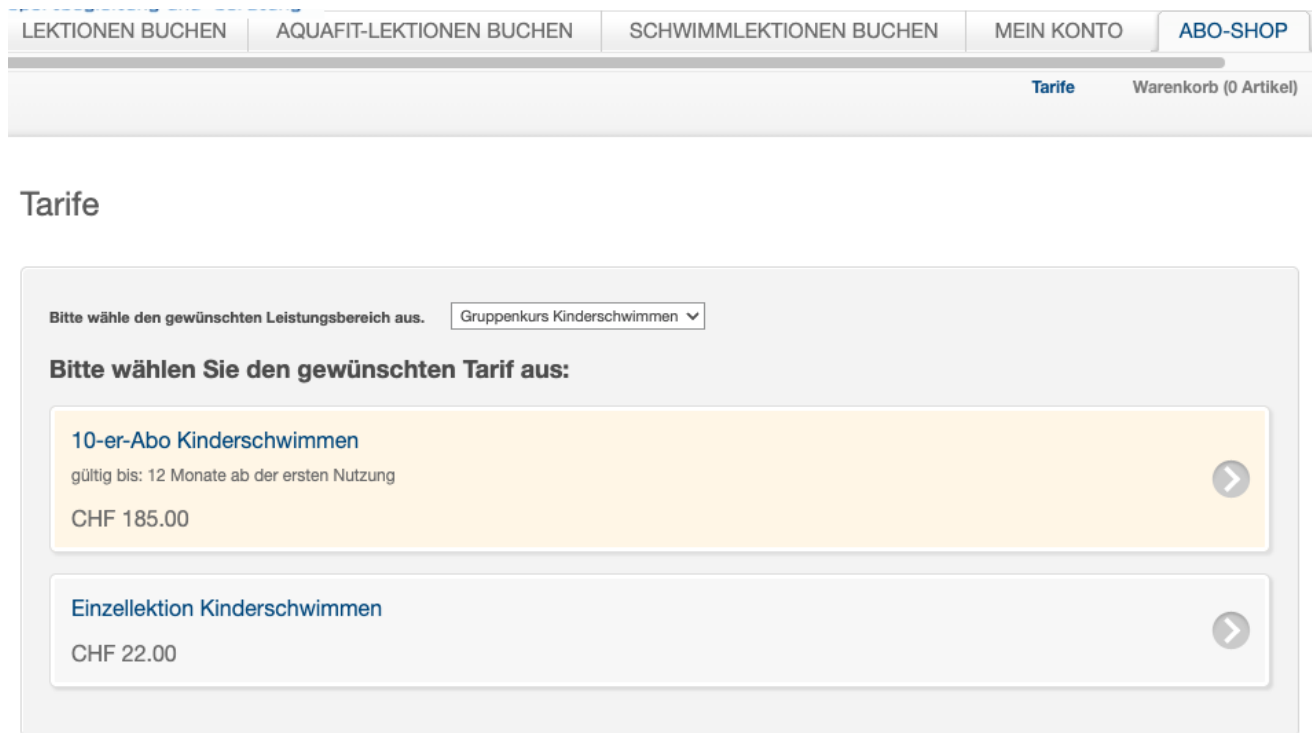 LEKTIONEN BUCHEN AQUAFIT-LEKTIONEN BUCHEN SCHWIMMLEKTIONEN BUCHEN MEIN KONTO ABO-SHOP
Tarife Warenkorb (0 Artikel)
Tarife
Bitte wähle den gewünschten Leistungsbereich aus. Gruppenkurs Kinderschwimmen
Bitte wählen Sie den gewünschten Tarif aus:
10-er-Abo Kinderschwimmen
gültig bis: 12 Monate ab der ersten Nutzung
CHF 185.00
Einzellektion Kinderschwimmen
CHF 22.00